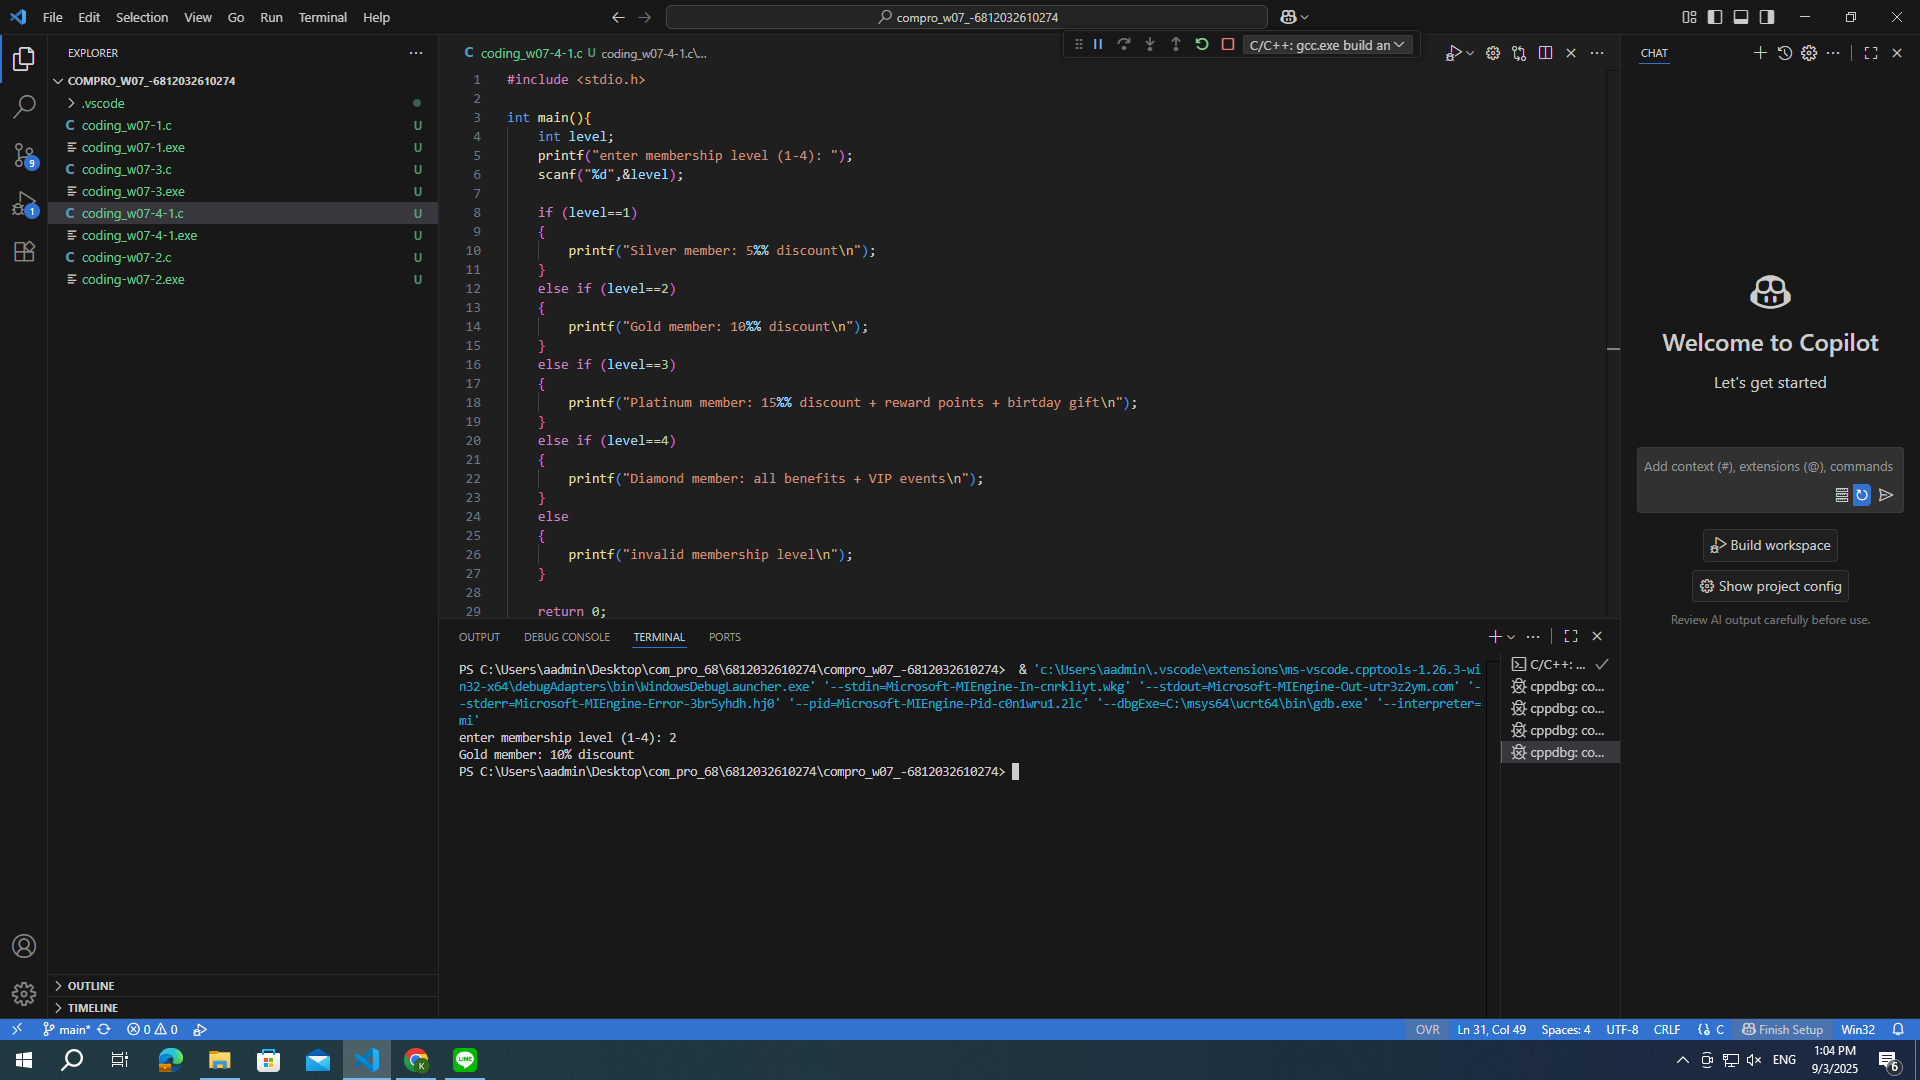 File Edit Selection View Go Run Terminal Help
compro_w07_-6812032610274
EXPLORER
COMPRO_W07_-6812032610274
.vscode
coding_w07-1.c U
coding_w07-1.exe U
coding_w07-3.c U
coding_w07-3.exe U
coding_w07-4-1.c U
coding_w07-4-1.exe U
coding-w07-2.c U
coding-w07-2.exe U
OUTLINE
TIMELINE
9
1
C coding_w07-4-1.c U coding_w07-4-1.c\...
C/C++: gcc.exe build an
1 #include <stdio.h>
2
3 int main(){
4 int level;
5 printf("enter membership level (1-4): ");
6 scanf("%d",&level);
7
8 if (level==1)
9 {
10 printf("Silver member: 5%% discount\n");
11 }
12 else if (level==2)
13 {
14 printf("Gold member: 10%% discount\n");
15 }
16 else if (level==3)
17 {
18 printf("Platinum member: 15%% discount + reward points + birtday gift\n");
19 }
20 else if (level==4)
21 {
22 printf("Diamond member: all benefits + VIP events\n");
23 }
24 else
25 {
26 printf("invalid membership level\n");
27 }
28
29 return 0;
OUTPUT DEBUG CONSOLE TERMINAL PORTS
PS C:\Users\aadmin\Desktop\com_pro_68\6812032610274\compro_w07_-6812032610274> & 'c:\Users\aadmin\.vscode\extensions\ms-vscode.cpptools-1.26.3-wi
n32-x64\debugAdapters\bin\WindowsDebugLauncher.exe' '--stdin=Microsoft-MIEngine-In-cnrkliyt.wkg' '--stdout=Microsoft-MIEngine-Out-utr3z2ym.com' '-
-stderr=Microsoft-MIEngine-Error-3br5yhdh.hj0' '--pid=Microsoft-MIEngine-Pid-c0n1wru1.2lc' '--dbgExe=C:\msys64\ucrt64\bin\gdb.exe' '--interpreter=
mi'
enter membership level (1-4): 2
Gold member: 10% discount
PS C:\Users\aadmin\Desktop\com_pro_68\6812032610274\compro_w07_-6812032610274>
C/C++: ...
cppdbg: co...
cppdbg: co...
cppdbg: co...
cppdbg: co...
CHAT
Welcome to Copilot
Let's get started
Add context (#), extensions (@), commands
Build workspace
Show project config
Review AI output carefully before use.
main* 0 0
OVR Ln 31, Col 49 Spaces: 4 UTF-8 CRLF C Finish Setup Win32
ENG
1:04 PM
9/3/2025
6
K
LINE